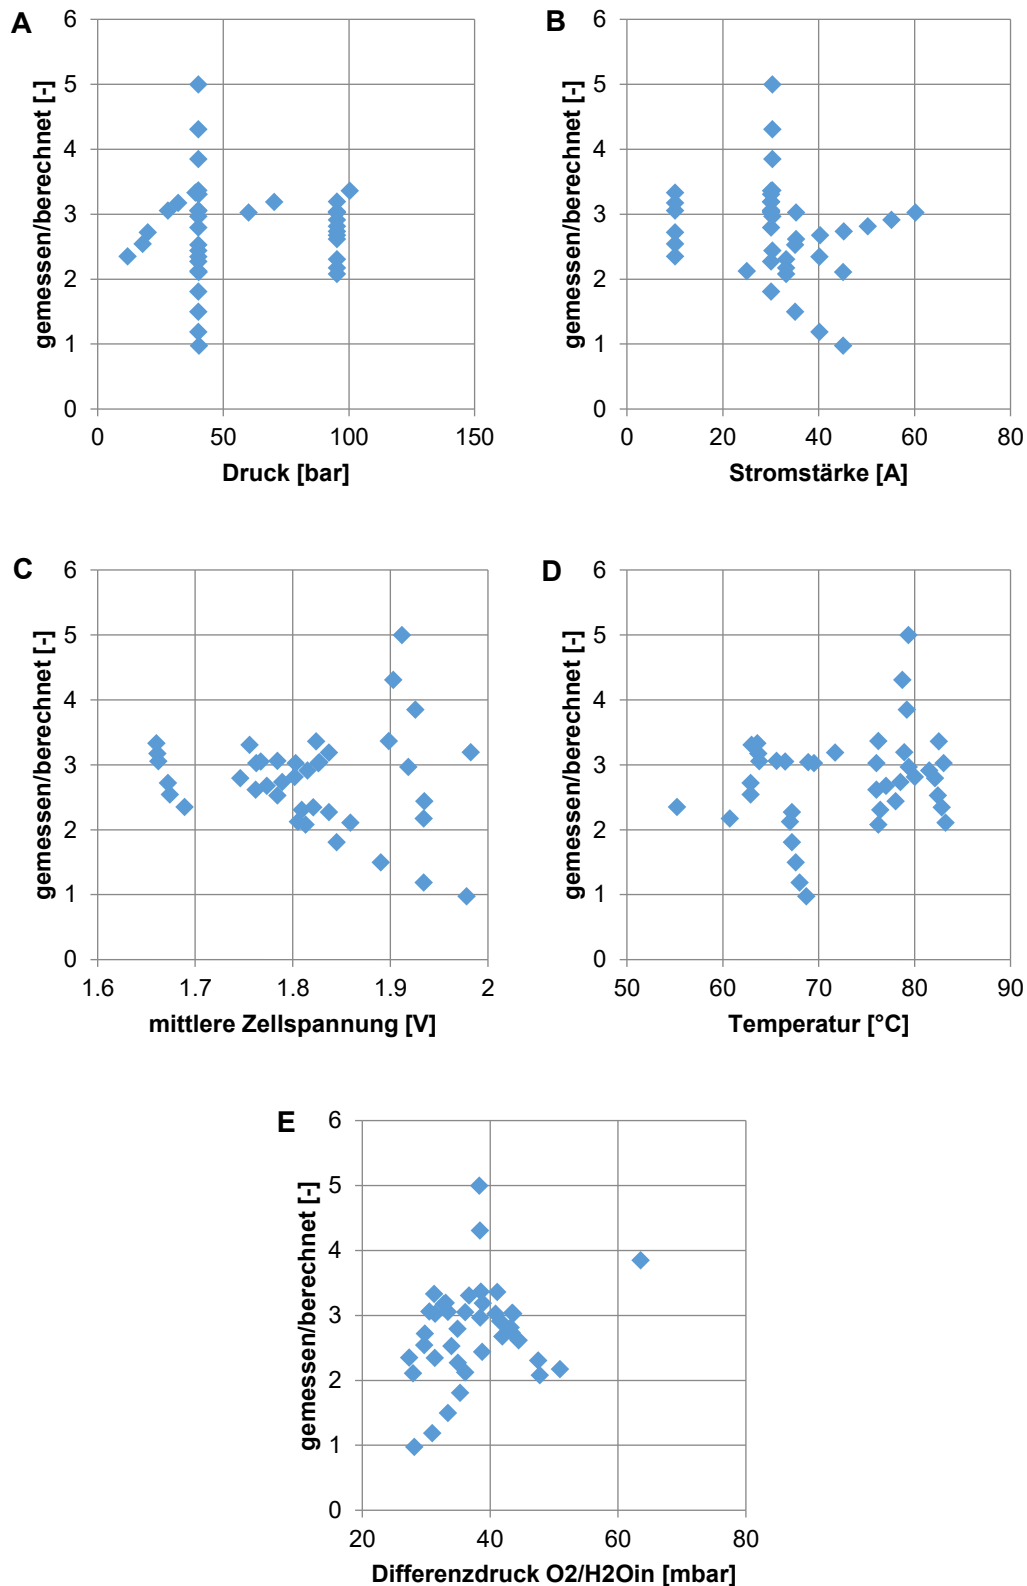 A
gemessen/berechnet [-]
6
5
4
3
2
1
0
0 50 100 150
Druck [bar]
B
gemessen/berechnet [-]
6
5
4
3
2
1
0
0 20 40 60 80
Stromstärke [A]
C
gemessen/berechnet [-]
6
5
4
3
2
1
0
1.6 1.7 1.8 1.9 2
mittlere Zellspannung [V]
D
gemessen/berechnet [-]
6
5
4
3
2
1
0
50 60 70 80 90
Temperatur [°C]
E
gemessen/berechnet [-]
6
5
4
3
2
1
0
20 40 60 80
Differenzdruck O2/H2Oin [mbar]